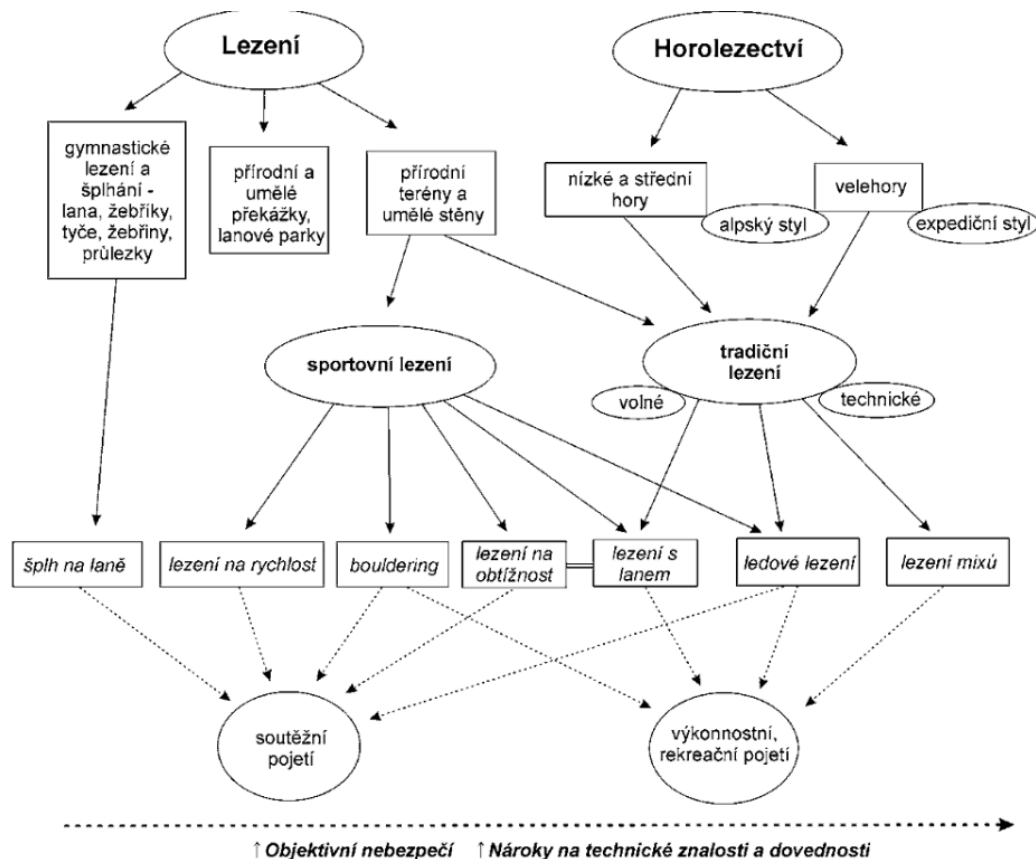 Lezení
Horolezectví
gymnastické
lezení a
šplhání -
lana, žebříky,
tyče, žebřiny,
průlezky
přírodní a
umělé
překážky,
lanové parky
přírodní
terény a
umělé stěny
nízké a střední
hory
alpský styl
velehory
expediční styl
sportovní lezení
tradiční
lezení
volné
technické
šplh na laně
lezení na rychlost
bouldering
lezení na
obtížnost
lezení s
lanem
ledové lezení
lezení mixů
soutěžní
pojetí
výkonnostní,
rekreační pojetí
↑ Objektivní nebezpečí ↑ Nároky na technické znalosti a dovednosti